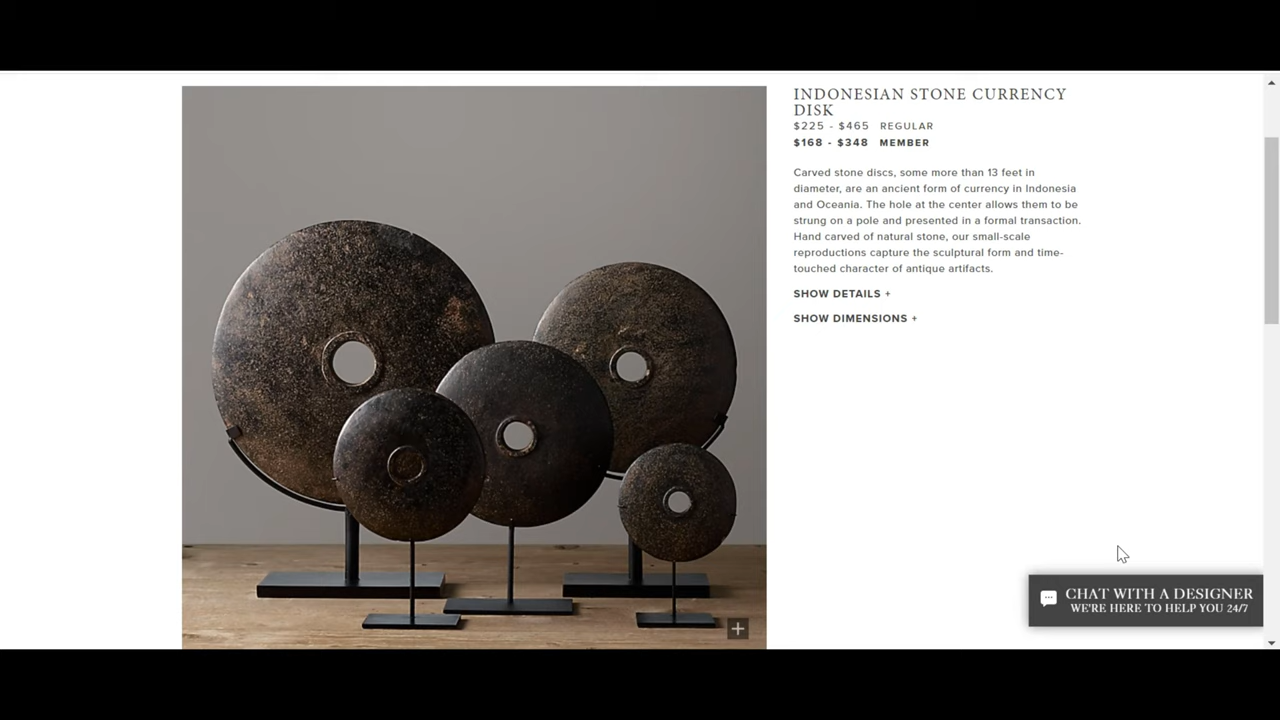 INDONESIAN STONE CURRENCY
DISK
$225 - $465 REGULAR
$168 - $348 MEMBER
Carved stone discs, some more than 13 feet in
diameter, are an ancient form of currency in Indonesia
and Oceania. The hole at the center allows them to be
strung on a pole and presented in a formal transaction.
Hand carved of natural stone, our small-scale
reproductions capture the sculptural form and time-
touched character of antique artifacts.
SHOW DETAILS +
SHOW DIMENSIONS +
CHAT WITH A DESIGNER
WE'RE HERE TO HELP YOU 24/7